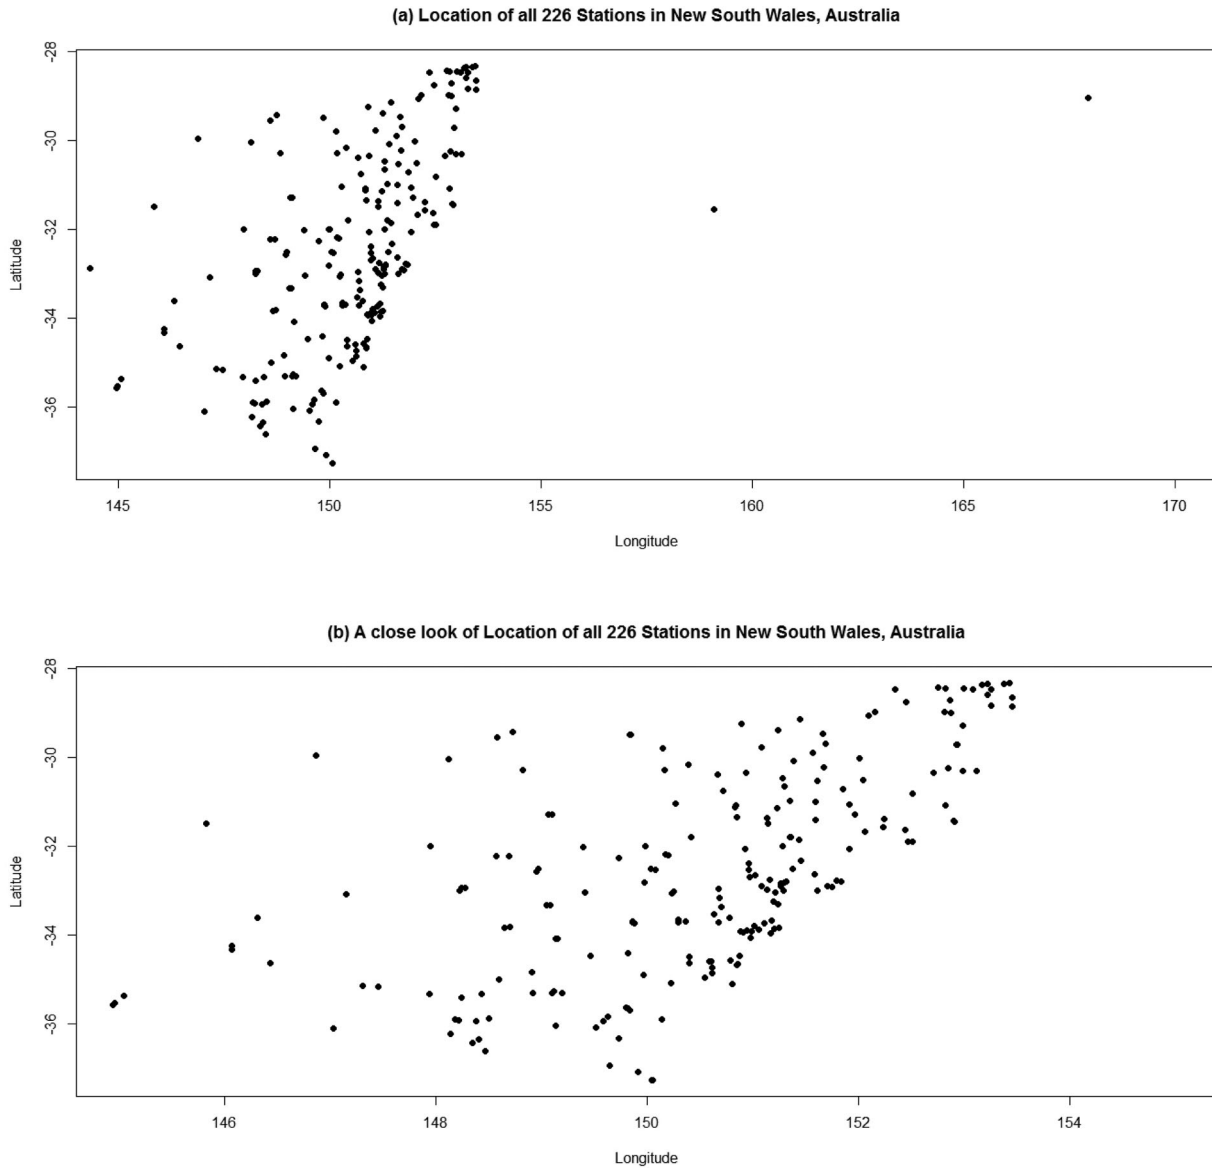 (a) Location of all 226 Stations in New South Wales, Australia
-28
-30
-32
-34
-36
Latitude
145 150 155 160 165 170
Longitude
(b) A close look of Location of all 226 Stations in New South Wales, Australia
-28
-30
-32
-34
-36
Latitude
146 148 150 152 154
Longitude